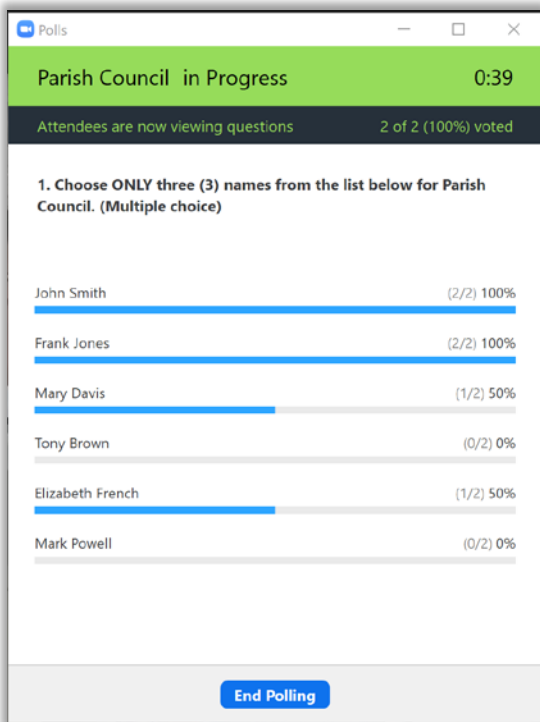 Polls
Parish Council in Progress 0:39
Attendees are now viewing questions 2 of 2 (100%) voted
1. Choose ONLY three (3) names from the list below for Parish
Council. (Multiple choice)
John Smith (2/2) 100%
Frank Jones (2/2) 100%
Mary Davis (1/2) 50%
Tony Brown (0/2) 0%
Elizabeth French (1/2) 50%
Mark Powell (0/2) 0%
End Polling